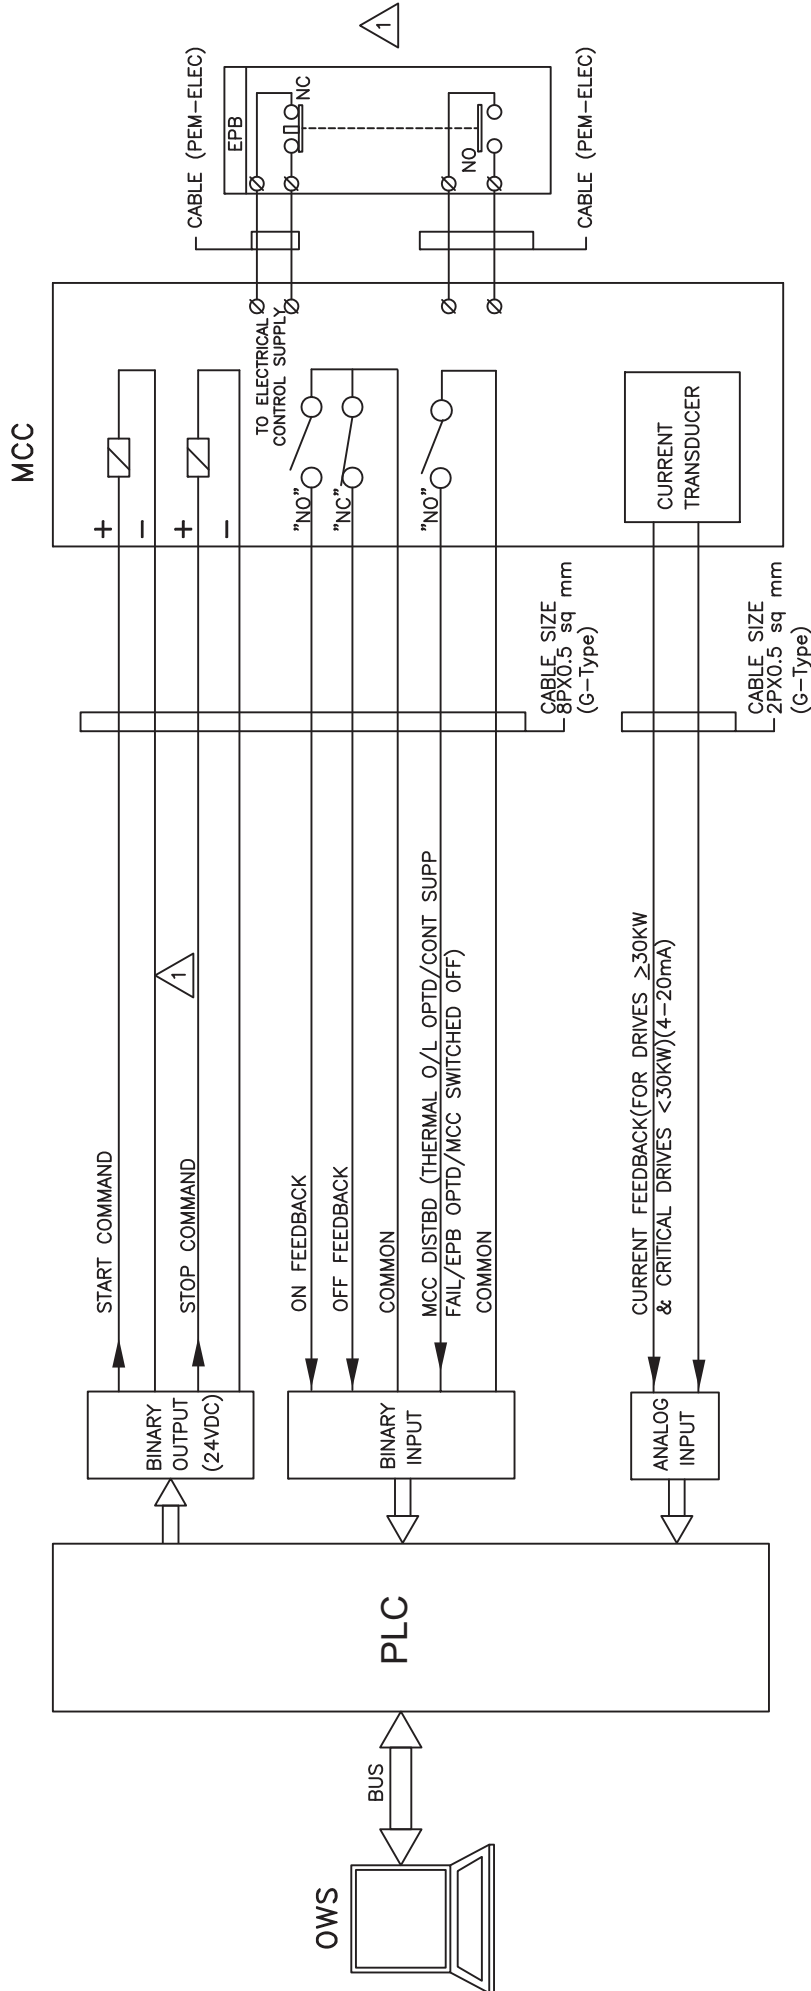 OWS
BUS
PLC
BINARY
OUTPUT
(24VDC)
BINARY
INPUT
ANALOG
INPUT
START COMMAND
1
STOP COMMAND
ON FEEDBACK
OFF FEEDBACK
COMMON
MCC DISTBD (THERMAL O/L OPTD/CONT SUPP
FAIL/EPB OPTD/MCC SWITCHED OFF)
COMMON
CURRENT FEEDBACK(FOR DRIVES ≥30KW
& CRITICAL DRIVES <30KW)(4-20mA)
CABLE SIZE
8PX0.5 sq mm
(G-Type)
CABLE SIZE
2PX0.5 sq mm
(G-Type)
MCC
+
-
+
-
"NO"
"NC"
"NO"
TO ELECTRICAL
CONTROL SUPPLY
CURRENT
TRANSDUCER
CABLE (PEM-ELEC)
EPB
NC
NO
CABLE (PEM-ELEC)
1